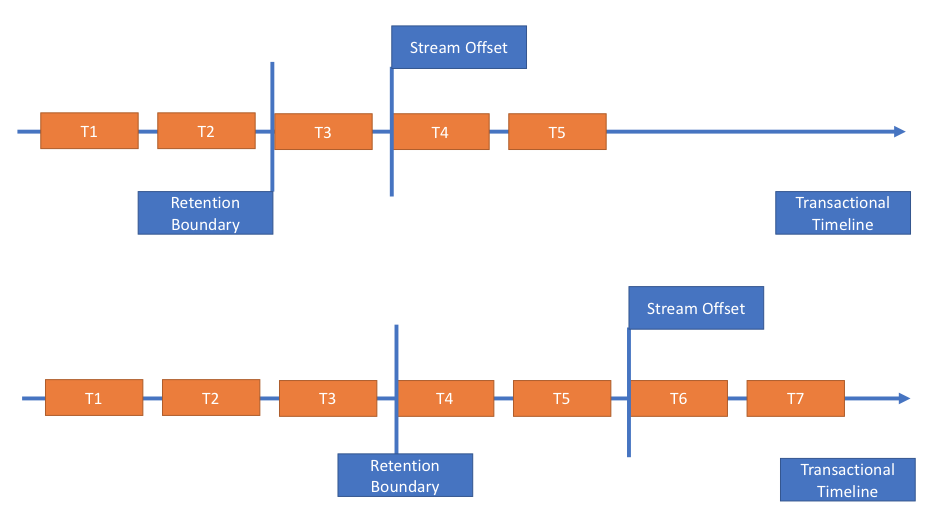 Stream Offset
T1
T2
T3
T4
T5
Retention
Boundary
Transactional
Timeline
Stream Offset
T1
T2
T3
T4
T5
T6
T7
Retention
Boundary
Transactional
Timeline